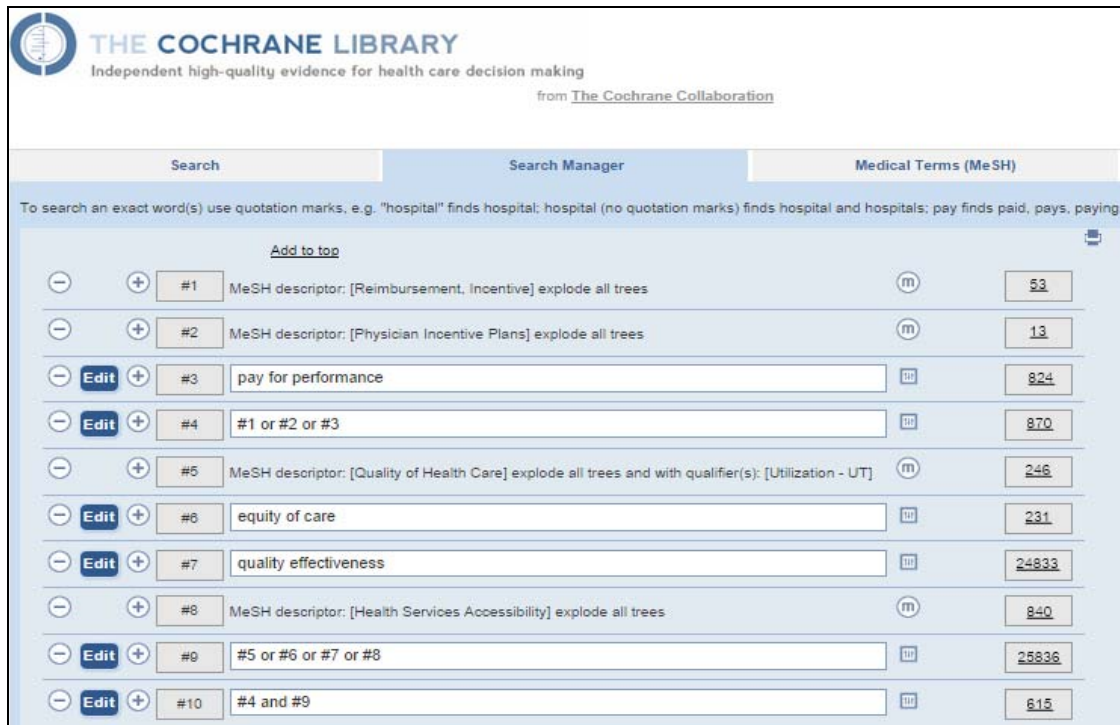 THE COCHRANE LIBRARY
Independent high-quality evidence for health care decision making
from The Cochrane Collaboration
Search Search Manager Medical Terms (MeSH)
To search an exact word(s) use quotation marks, e.g. "hospital" finds hospital; hospital (no quotation marks) finds hospital and hospitals; pay finds paid, pays, paying
Add to top
#1 MeSH descriptor: [Reimbursement, Incentive] explode all trees m 53
#2 MeSH descriptor: [Physician Incentive Plans] explode all trees m 13
Edit #3 pay for performance 824
Edit #4 #1 or #2 or #3 870
#5 MeSH descriptor: [Quality of Health Care] explode all trees and with qualifier(s): [Utilization - UT] m 246
Edit #6 equity of care 231
Edit #7 quality effectiveness 24833
#8 MeSH descriptor: [Health Services Accessibility] explode all trees m 840
Edit #9 #5 or #6 or #7 or #8 25836
Edit #10 #4 and #9 615